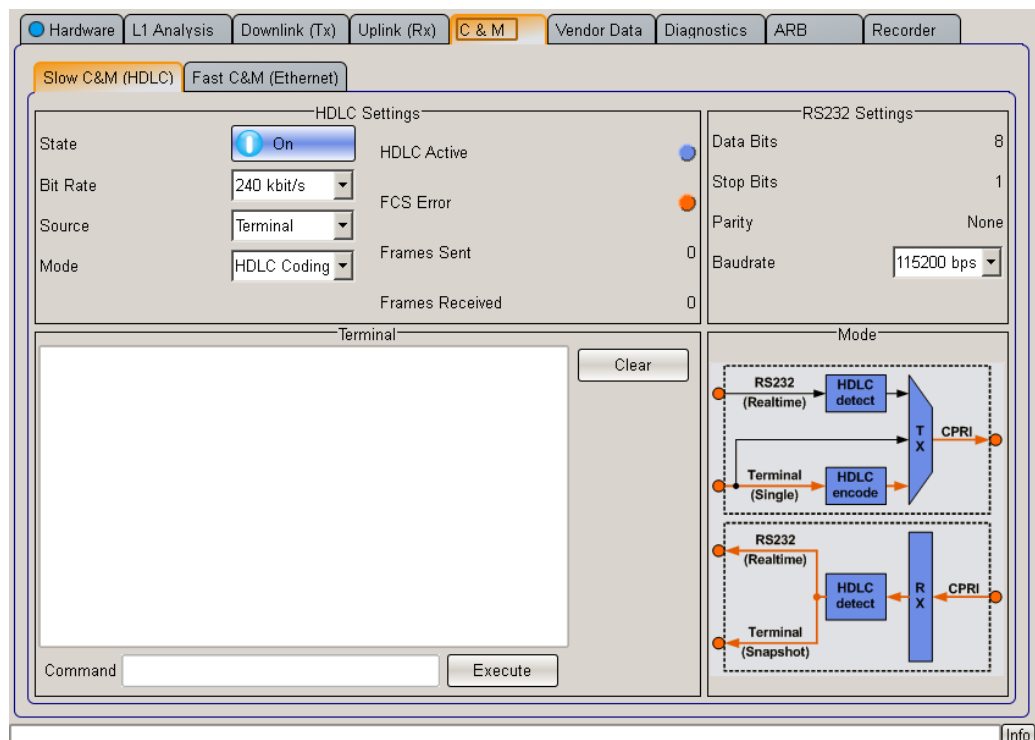 Hardware L1 Analysis Downlink (Tx) Uplink (Rx) C & M Vendor Data Diagnostics ARB Recorder
Slow C&M (HDLC) Fast C&M (Ethernet)
HDLC Settings
State On
Bit Rate 240 kbit/s
Source Terminal
Mode HDLC Coding
HDLC Active
FCS Error
Frames Sent 0
Frames Received 0
RS232 Settings
Data Bits 8
Stop Bits 1
Parity None
Baudrate 115200 bps
Terminal
Clear
Command Execute
Mode
RS232
(Realtime)
HDLC
detect
T
X
CPRI
Terminal
(Single)
HDLC
encode
RS232
(Realtime)
HDLC
detect
R
X
CPRI
Terminal
(Snapshot)
Info